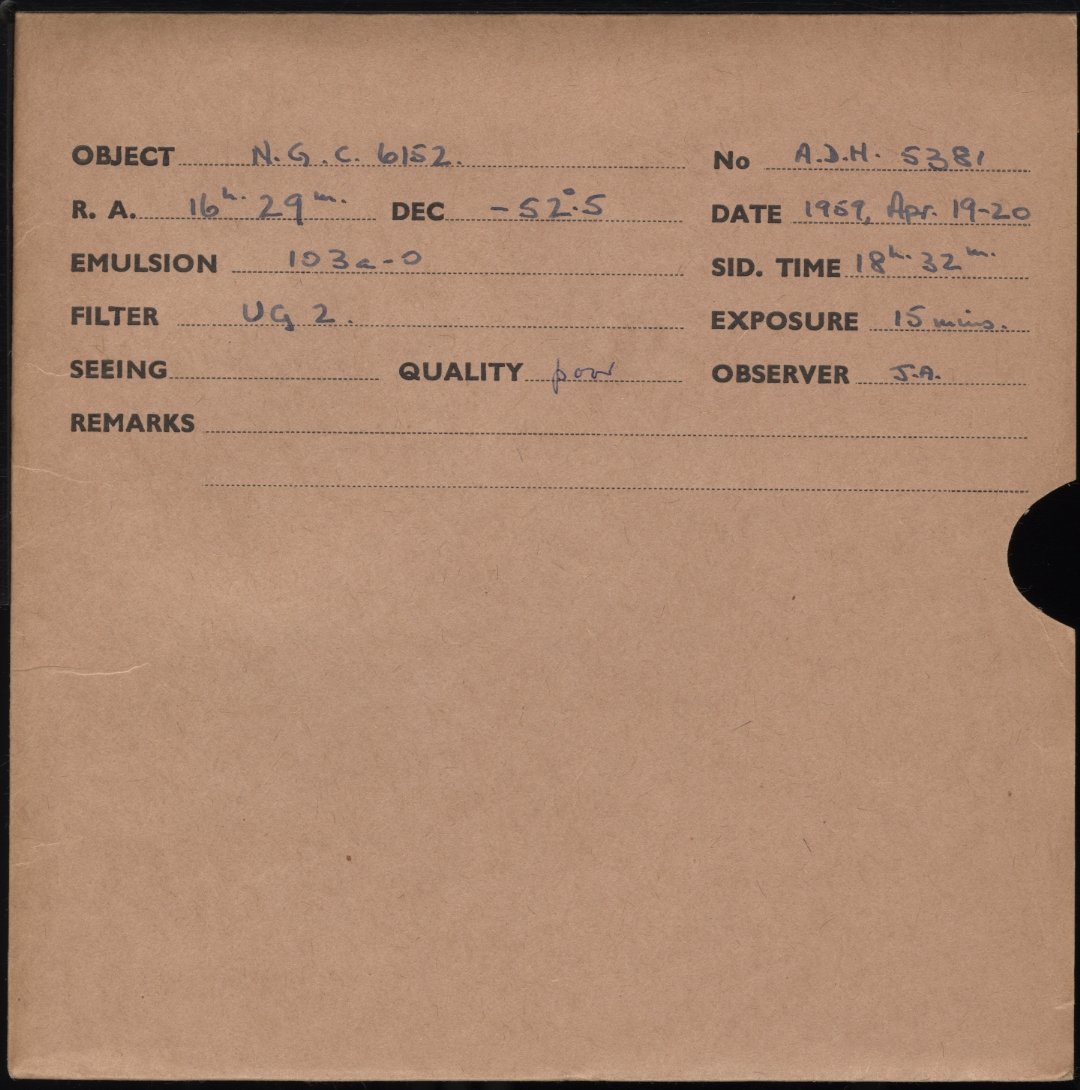 OBJECT N.G.C. 6152. No A.D.H. 5381
R. A. 16h. 29m. DEC -52°.5 DATE 1969, Apr. 19-20
EMULSION 103a-O SID. TIME 18h. 32m.
FILTER UG 2. EXPOSURE 15 mins.
SEEING QUALITY poor OBSERVER J.A.
REMARKS